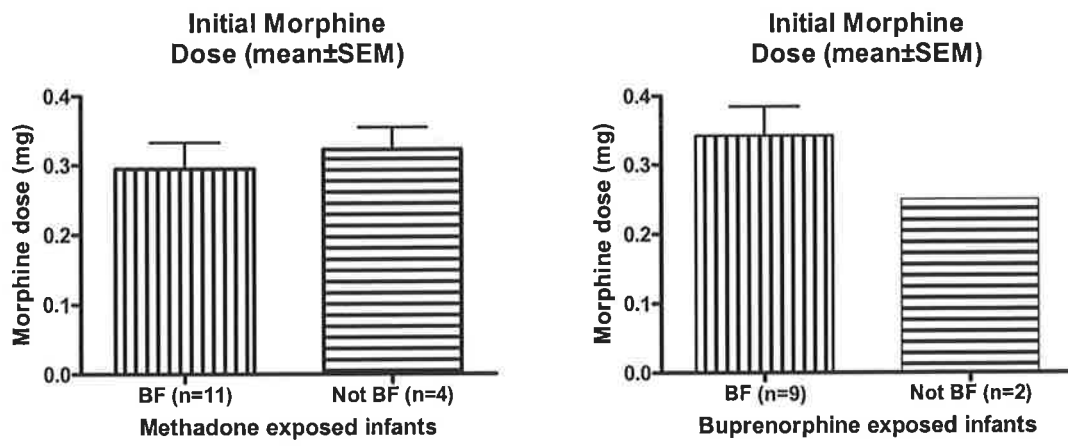 Initial Morphine
Dose (mean±SEM)
Morphine dose (mg)
0.4
0.3
0.2
0.1
0.0
BF (n=11)
Not BF (n=4)
Methadone exposed infants
Initial Morphine
Dose (mean±SEM)
Morphine dose (mg)
0.4
0.3
0.2
0.1
0.0
BF (n=9)
Not BF (n=2)
Buprenorphine exposed infants